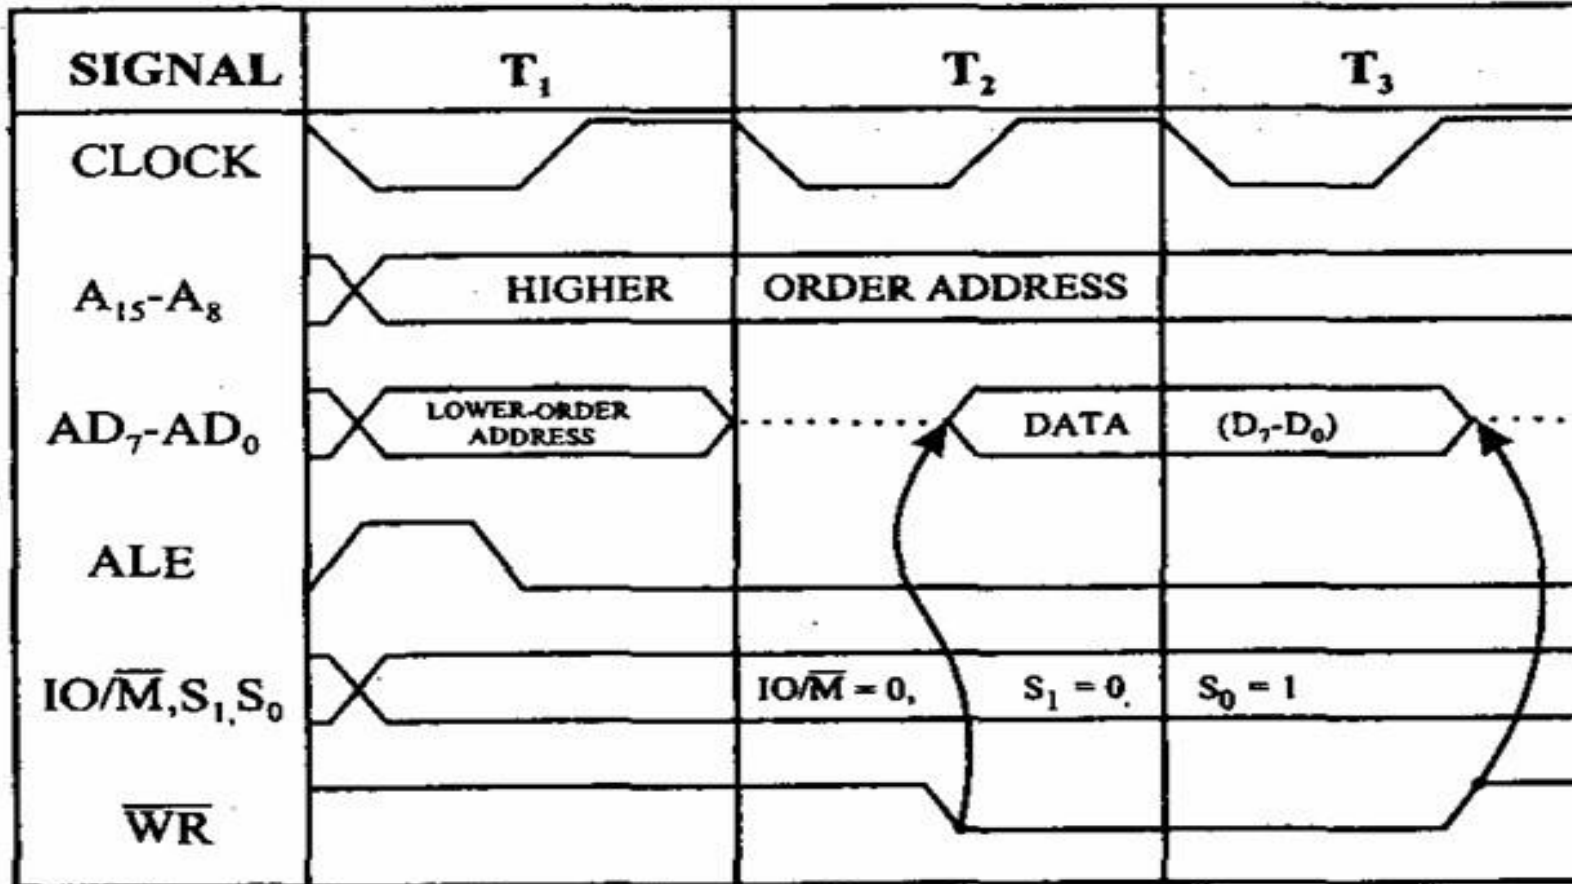 SIGNAL T₁ T₂ T₃
CLOCK
A₁₅-A₈ HIGHER ORDER ADDRESS
AD₇-AD₀ LOWER-ORDER ADDRESS DATA (D₇-D₀)
ALE
IO/M̅,S₁,S₀ IO/M̅ = 0, S₁ = 0, S₀ = 1
W̅R̅